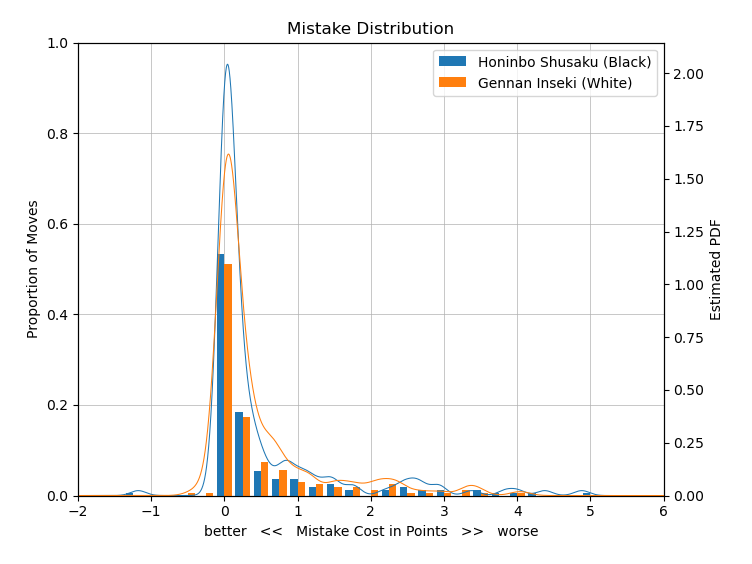 Mistake Distribution
Honinbo Shusaku (Black)
Gennan Inseki (White)
Proportion of Moves
1.0
0.8
0.6
0.4
0.2
0.0
2.00
1.75
1.50
1.25
1.00
0.75
0.50
0.25
0.00
Estimated PDF
−2 −1 0 1 2 3 4 5 6
better << Mistake Cost in Points >> worse